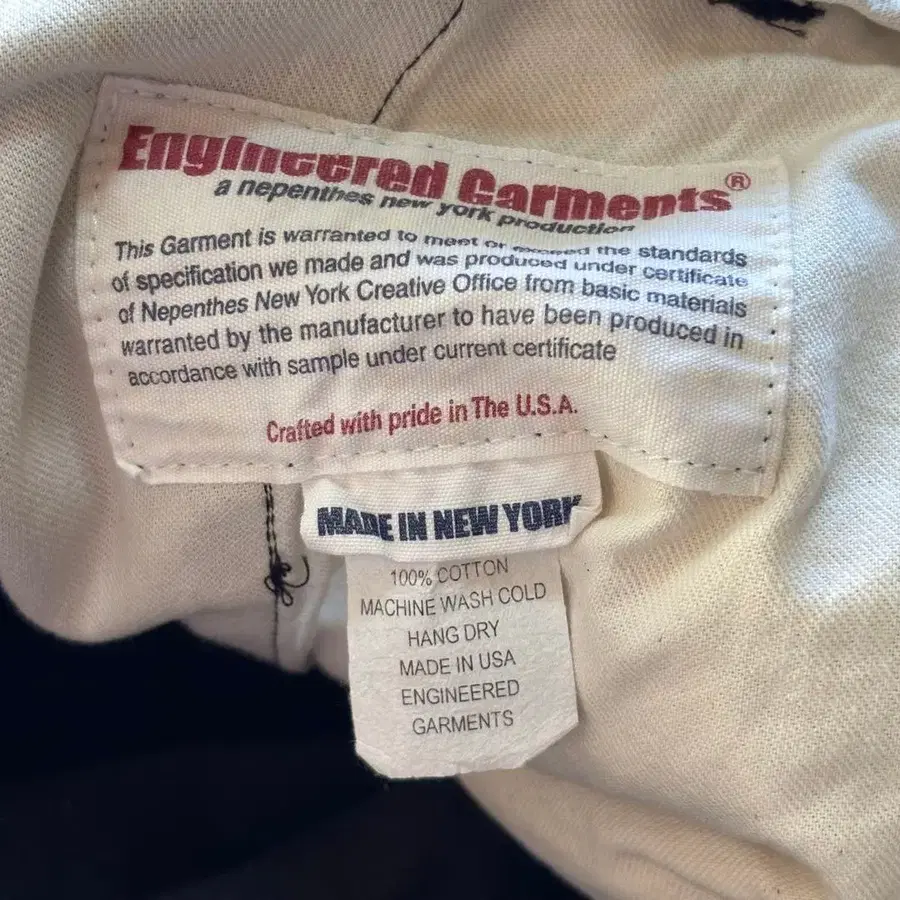 Engineered Garments®
a nepenthes new york production
This Garment is warranted to meet or exceed the standards
of specification we made and was produced under certificate
of Nepenthes New York Creative Office from basic materials
warranted by the manufacturer to have been produced in
accordance with sample under current certificate
Crafted with pride in The U.S.A.
MADE IN NEW YORK
100% COTTON
MACHINE WASH COLD
HANG DRY
MADE IN USA
ENGINEERED
GARMENTS